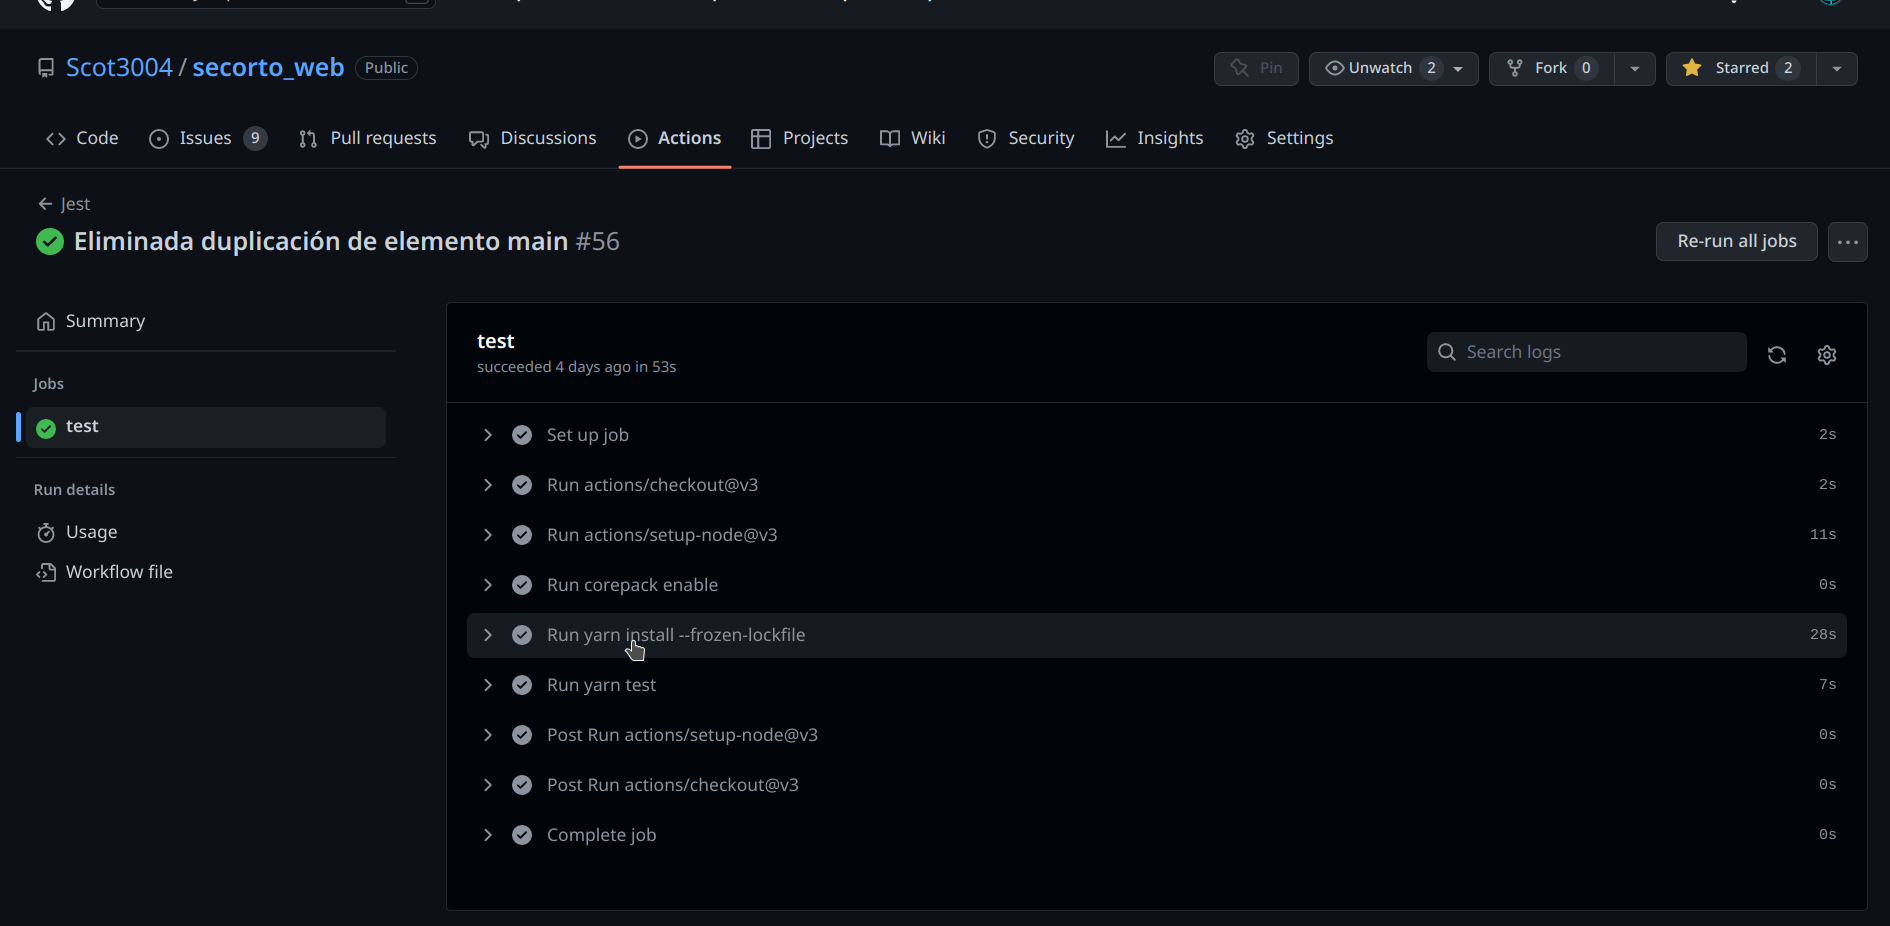 Scot3004 / secorto_web Public
Pin
Unwatch 2
Fork 0
Starred 2
Code
Issues 9
Pull requests
Discussions
Actions
Projects
Wiki
Security
Insights
Settings
Jest
Eliminada duplicación de elemento main #56
Re-run all jobs
Summary
Jobs
test
Run details
Usage
Workflow file
test
succeeded 4 days ago in 53s
Search logs
Set up job 2s
Run actions/checkout@v3 2s
Run actions/setup-node@v3 11s
Run corepack enable 0s
Run yarn install --frozen-lockfile 28s
Run yarn test 7s
Post Run actions/setup-node@v3 0s
Post Run actions/checkout@v3 0s
Complete job 0s